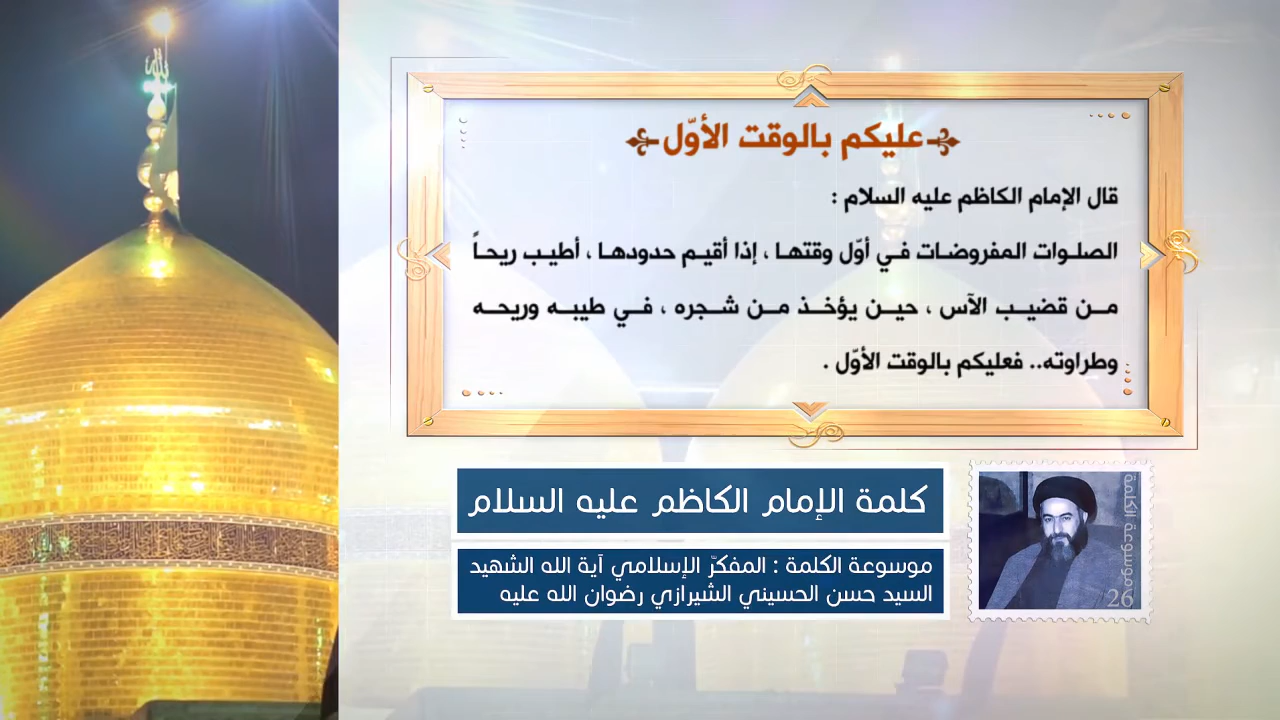 عليكم بالوقت الأوّل
قال الإمام الكاظم عليه السلام :
الصلوات المفروضات في أوّل وقتها ، إذا أقيم حدودها ، أطيب ريحاً
من قضيب الآس ، حين يؤخذ من شجره ، في طيبه وريحه
وطراوته.. فعليكم بالوقت الأوّل .
كلمة الإمام الكاظم عليه السلام
موسوعة الكلمة : المفكرّ الإسلامي آية الله الشهيد
السيد حسن الحسيني الشيرازي رضوان الله عليه
موسوعة الكلمة
26